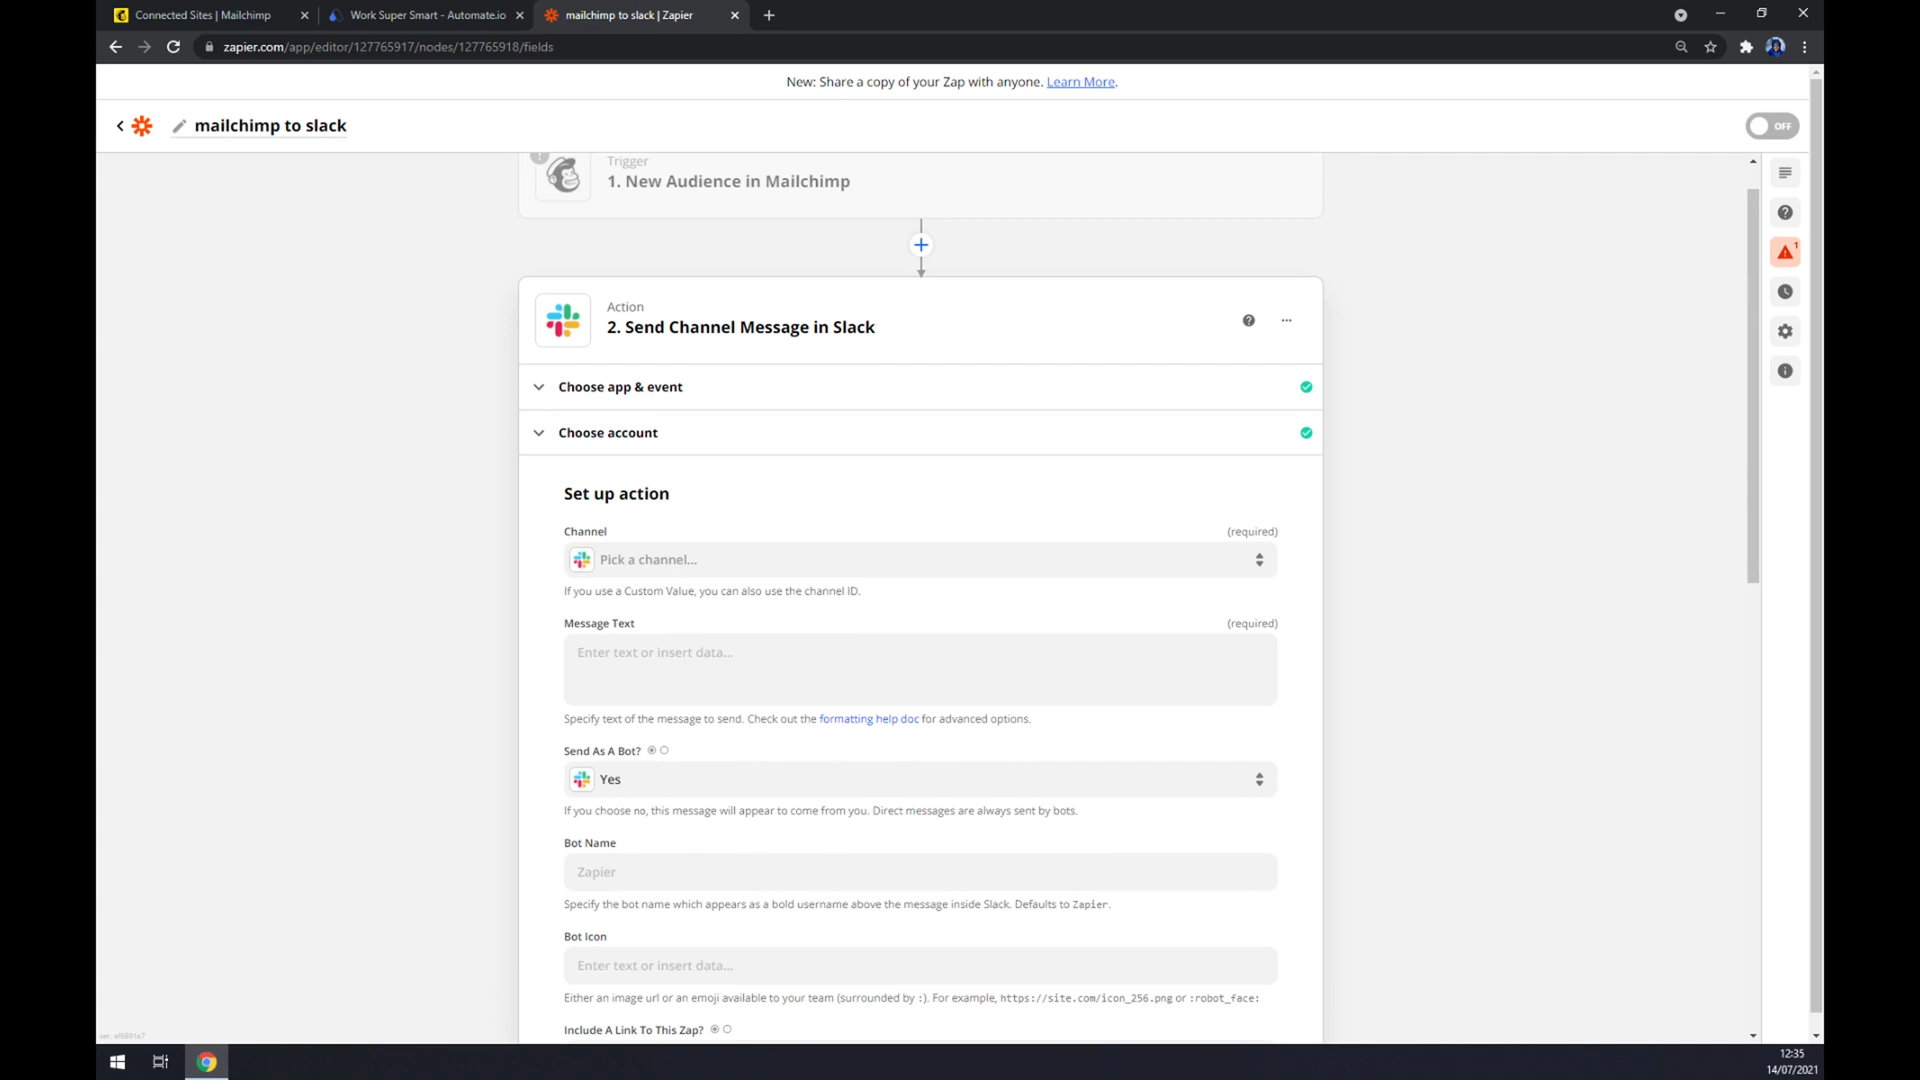 Connected Sites | Mailchimp
Work Super Smart - Automate.io
mailchimp to slack | Zapier
zapier.com/app/editor/127765917/nodes/127765918/fields
New: Share a copy of your Zap with anyone. Learn More.
mailchimp to slack
OFF
Trigger
1. New Audience in Mailchimp
1
Action
2. Send Channel Message in Slack
Choose app & event
Choose account
Set up action
Channel (required)
Pick a channel...
If you use a Custom Value, you can also use the channel ID.
Message Text (required)
Enter text or insert data...
Specify text of the message to send. Check out the formatting help doc for advanced options.
Send As A Bot?
Yes
If you choose no, this message will appear to come from you. Direct messages are always sent by bots.
Bot Name
Zapier
Specify the bot name which appears as a bold username above the message inside Slack. Defaults to Zapier.
Bot Icon
Enter text or insert data...
Either an image url or an emoji available to your team (surrounded by :). For example, https://site.com/icon_256.png or :robot_face:
Include A Link To This Zap?
12:35
14/07/2021